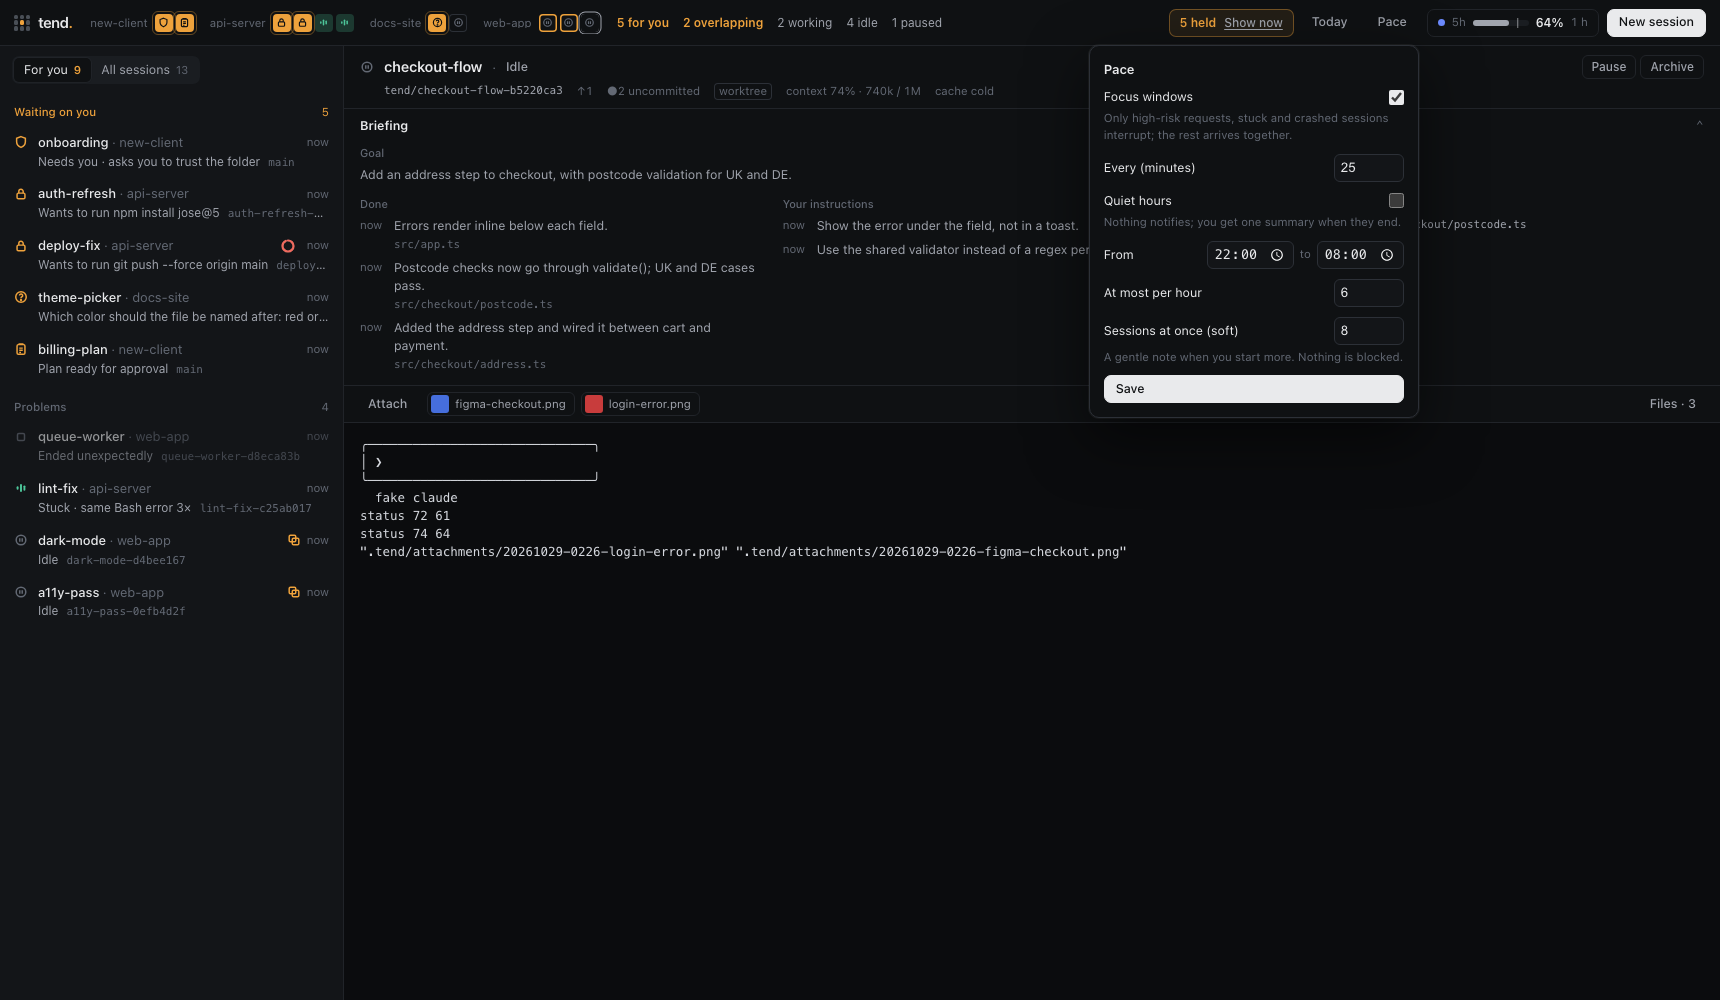 tend. new-client api-server docs-site web-app 5 for you 2 overlapping 2 working 4 idle 1 paused 5 held Show now Today Pace 5h 64% 1 h New session
For you 9 All sessions 13
Waiting on you 5
onboarding · new-client now
Needs you · asks you to trust the folder main
auth-refresh · api-server now
Wants to run npm install jose@5 auth-refresh-…
deploy-fix · api-server now
Wants to run git push --force origin main deploy…
theme-picker · docs-site now
Which color should the file be named after: red or…
billing-plan · new-client now
Plan ready for approval main
Problems 4
queue-worker · web-app now
Ended unexpectedly queue-worker-d8eca83b
lint-fix · api-server now
Stuck · same Bash error 3× lint-fix-c25ab017
dark-mode · web-app now
Idle dark-mode-d4bee167
a11y-pass · web-app now
Idle a11y-pass-0efb4d2f
checkout-flow · Idle
Pause Archive
tend/checkout-flow-b5220ca3 ↑1 ●2 uncommitted worktree context 74% · 740k / 1M cache cold
Briefing
Goal
Add an address step to checkout, with postcode validation for UK and DE.
Done
now Errors render inline below each field.
src/app.ts
now Postcode checks now go through validate(); UK and DE cases
pass.
src/checkout/postcode.ts
now Added the address step and wired it between cart and
payment.
src/checkout/address.ts
Your instructions
now Show the error under the field, not in a toast.
now Use the shared validator instead of a regex per
kout/postcode.ts
Pace
Focus windows
Only high-risk requests, stuck and crashed sessions
interrupt; the rest arrives together.
Every (minutes) 25
Quiet hours
Nothing notifies; you get one summary when they end.
From 22:00 to 08:00
At most per hour 6
Sessions at once (soft) 8
A gentle note when you start more. Nothing is blocked.
Save
Attach figma-checkout.png login-error.png Files · 3
❯
fake claude
status 72 61
status 74 64
".tend/attachments/20261029-0226-login-error.png" ".tend/attachments/20261029-0226-figma-checkout.png"